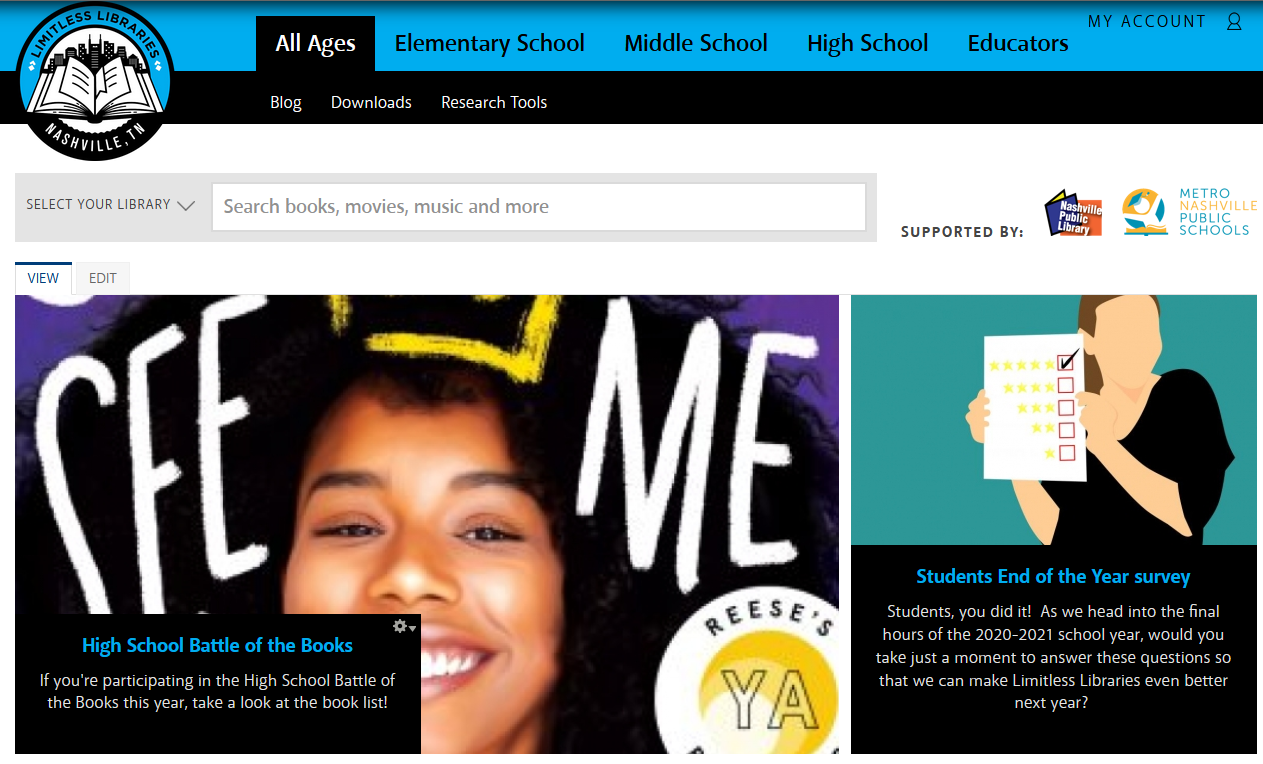 LIMITLESS LIBRARIES
NASHVILLE, TN
MY ACCOUNT
All Ages
Elementary School
Middle School
High School
Educators
Blog
Downloads
Research Tools
SELECT YOUR LIBRARY
Search books, movies, music and more
SUPPORTED BY:
Nashville
Public
Library
METRO
NASHVILLE
PUBLIC
SCHOOLS
VIEW
EDIT
SEE ME
REESE'S
YA
High School Battle of the Books
If you're participating in the High School Battle of
the Books this year, take a look at the book list!
Students End of the Year survey
Students, you did it!  As we head into the final
hours of the 2020-2021 school year, would you
take just a moment to answer these questions so
that we can make Limitless Libraries even better
next year?